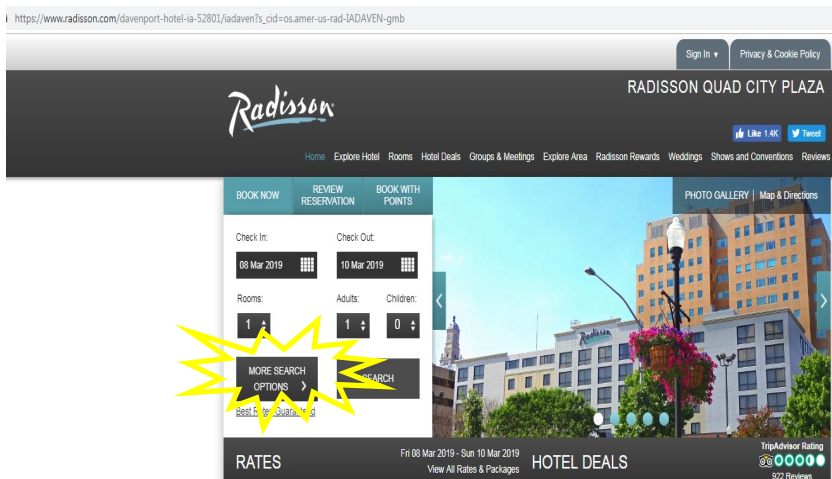 https://www.radisson.com/davenport-hotel-ia-52801/iadaven?s_cid=os.amer-us-rad-IADAVEN-gmb
Sign In ▾ Privacy & Cookie Policy
Radisson
RADISSON QUAD CITY PLAZA
Like 1.4K Tweet
Home Explore Hotel Rooms Hotel Deals Groups & Meetings Explore Area Radisson Rewards Weddings Shows and Conventions Reviews
BOOK NOW
REVIEW
RESERVATION
BOOK WITH
POINTS
PHOTO GALLERY | Map & Directions
Check In: Check Out:
08 Mar 2019 10 Mar 2019
Rooms: Adults: Children:
1 1 0
Radisson
MORE SEARCH
OPTIONS
SEARCH
Best Rates Guaranteed
RATES
Fri 08 Mar 2019 - Sun 10 Mar 2019
View All Rates & Packages
HOTEL DEALS
TripAdvisor Rating
922 Reviews